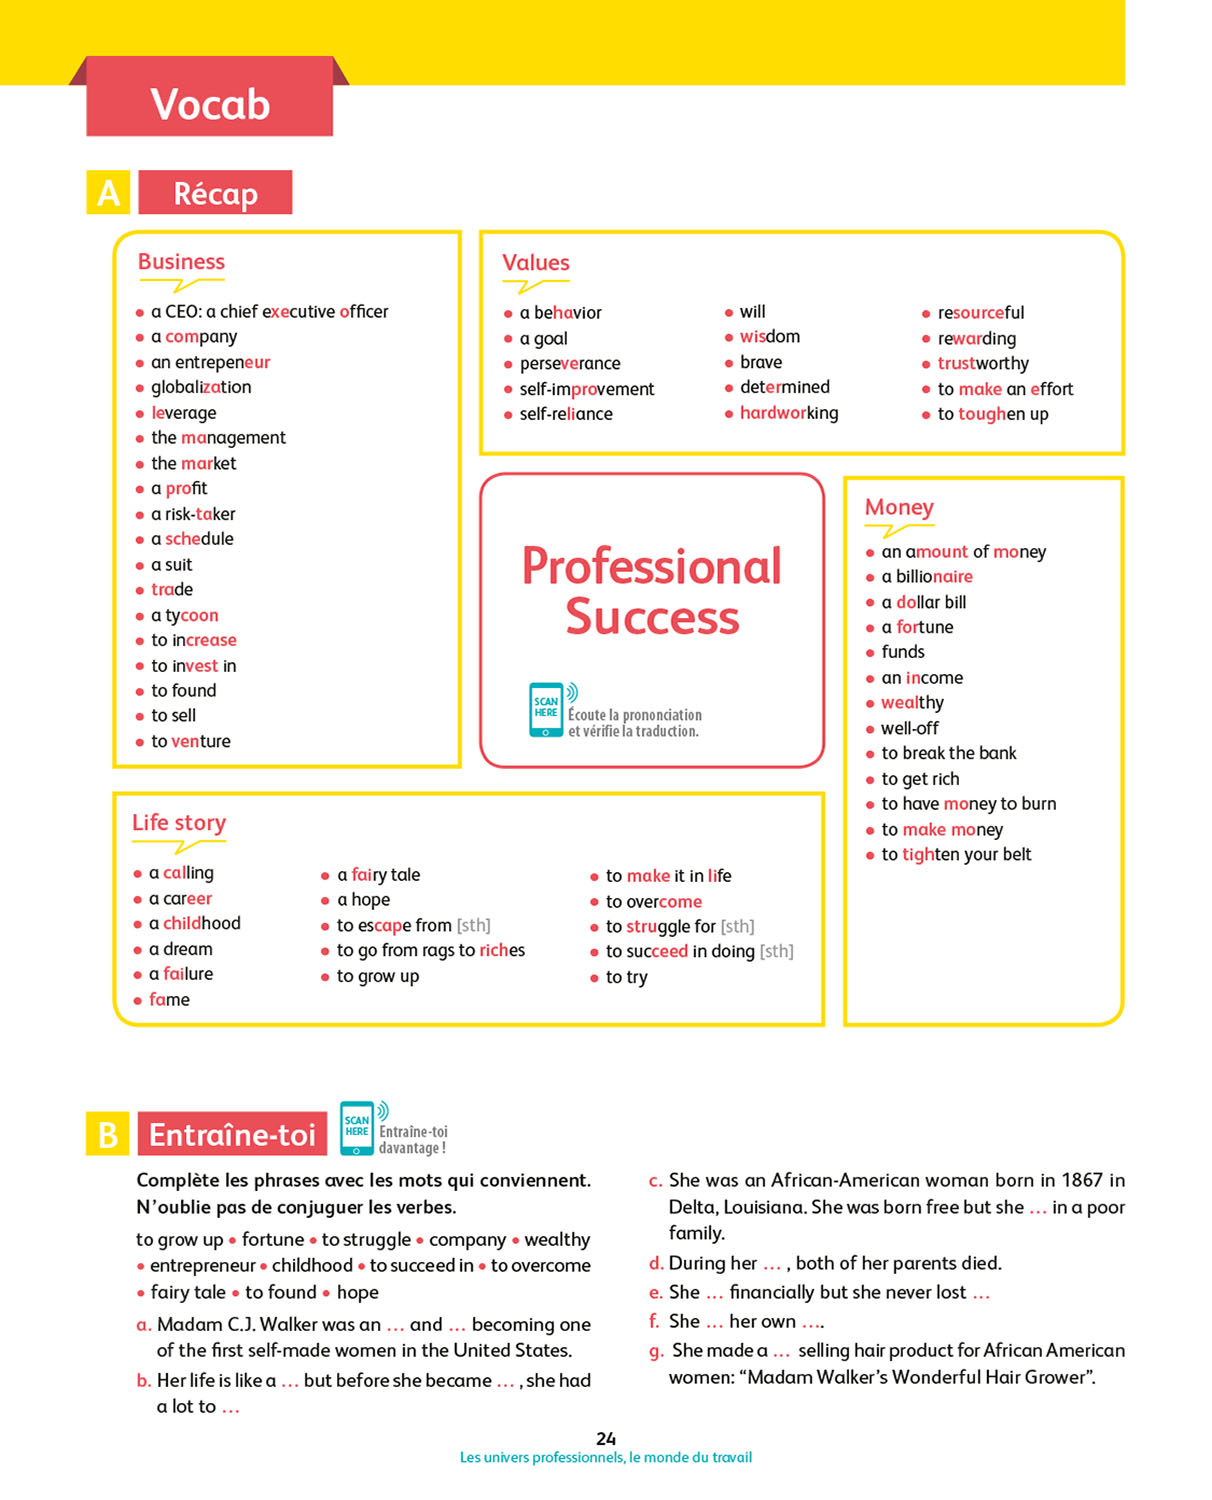 Vocab
A Récap
Business
• a CEO: a chief executive officer
• a company
• an entrepeneur
• globalization
• leverage
• the management
• the market
• a profit
• a risk-taker
• a schedule
• a suit
• trade
• a tycoon
• to increase
• to invest in
• to found
• to sell
• to venture
Values
• a behavior
• a goal
• perseverance
• self-improvement
• self-reliance
• will
• wisdom
• brave
• determined
• hardworking
• resourceful
• rewarding
• trustworthy
• to make an effort
• to toughen up
Professional
Success
SCAN
HERE
Écoute la prononciation
et vérifie la traduction.
Money
• an amount of money
• a billionaire
• a dollar bill
• a fortune
• funds
• an income
• wealthy
• well-off
• to break the bank
• to get rich
• to have money to burn
• to make money
• to tighten your belt
Life story
• a calling
• a career
• a childhood
• a dream
• a failure
• fame
• a fairy tale
• a hope
• to escape from [sth]
• to go from rags to riches
• to grow up
• to make it in life
• to overcome
• to struggle for [sth]
• to succeed in doing [sth]
• to try
B Entraîne-toi
SCAN
HERE
Entraîne-toi
davantage !
Complète les phrases avec les mots qui conviennent.
N'oublie pas de conjuguer les verbes.
to grow up • fortune • to struggle • company • wealthy
• entrepreneur • childhood • to succeed in • to overcome
• fairy tale • to found • hope
a. Madam C.J. Walker was an ... and ... becoming one
of the first self-made women in the United States.
b. Her life is like a ... but before she became ... , she had
a lot to ...
c. She was an African-American woman born in 1867 in
Delta, Louisiana. She was born free but she ... in a poor
family.
d. During her ... , both of her parents died.
e. She ... financially but she never lost ...
f. She ... her own ....
g. She made a ... selling hair product for African American
women: “Madam Walker's Wonderful Hair Grower”.
24
Les univers professionnels, le monde du travail